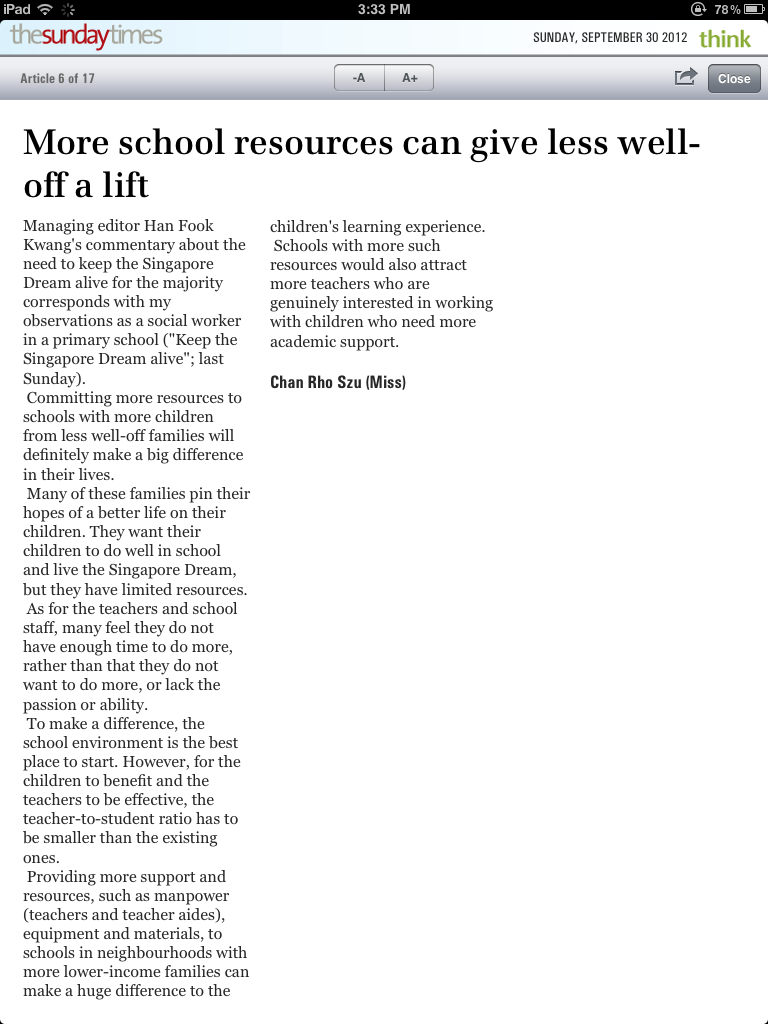 iPad
3:33 PM
78%
thesundaytimes
SUNDAY, SEPTEMBER 30 2012
think
Article 6 of 17
-A
A+
Close
More school resources can give less well-
off a lift
Managing editor Han Fook
Kwang's commentary about the
need to keep the Singapore
Dream alive for the majority
corresponds with my
observations as a social worker
in a primary school ("Keep the
Singapore Dream alive"; last
Sunday).
Committing more resources to
schools with more children
from less well-off families will
definitely make a big difference
in their lives.
Many of these families pin their
hopes of a better life on their
children. They want their
children to do well in school
and live the Singapore Dream,
but they have limited resources.
As for the teachers and school
staff, many feel they do not
have enough time to do more,
rather than that they do not
want to do more, or lack the
passion or ability.
To make a difference, the
school environment is the best
place to start. However, for the
children to benefit and the
teachers to be effective, the
teacher-to-student ratio has to
be smaller than the existing
ones.
Providing more support and
resources, such as manpower
(teachers and teacher aides),
equipment and materials, to
schools in neighbourhoods with
more lower-income families can
make a huge difference to the
children's learning experience.
Schools with more such
resources would also attract
more teachers who are
genuinely interested in working
with children who need more
academic support.
Chan Rho Szu (Miss)